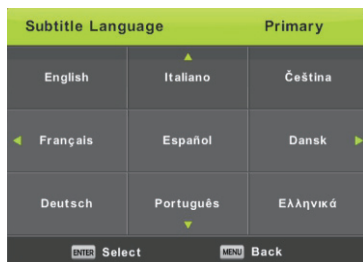 Subtitle Language Primary
English Italiano Čeština
Français Español Dansk
Deutsch Português Ελληνικά
ENTER Select MENU Back